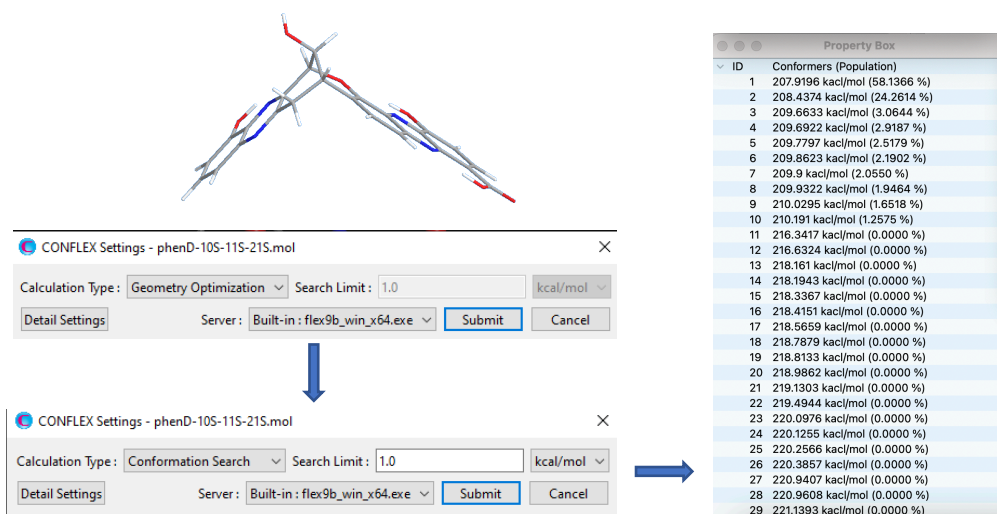 CONFLEX Settings - phenD-10S-11S-21S.mol
Calculation Type : Geometry Optimization Search Limit : 1.0 kcal/mol
Detail Settings Server : Built-in : flex9b_win_x64.exe Submit Cancel
CONFLEX Settings - phenD-10S-11S-21S.mol
Calculation Type : Conformation Search Search Limit : 1.0 kcal/mol
Detail Settings Server : Built-in : flex9b_win_x64.exe Submit Cancel
Property Box
ID Conformers (Population)
1 207.9196 kacl/mol (58.1366 %)
2 208.4374 kacl/mol (24.2614 %)
3 209.6633 kacl/mol (3.0644 %)
4 209.6922 kacl/mol (2.9187 %)
5 209.7797 kacl/mol (2.5179 %)
6 209.8623 kacl/mol (2.1902 %)
7 209.9 kacl/mol (2.0550 %)
8 209.9322 kacl/mol (1.9464 %)
9 210.0295 kacl/mol (1.6518 %)
10 210.191 kacl/mol (1.2575 %)
11 216.3417 kacl/mol (0.0000 %)
12 216.6324 kacl/mol (0.0000 %)
13 218.161 kacl/mol (0.0000 %)
14 218.1943 kacl/mol (0.0000 %)
15 218.3367 kacl/mol (0.0000 %)
16 218.4151 kacl/mol (0.0000 %)
17 218.5659 kacl/mol (0.0000 %)
18 218.7879 kacl/mol (0.0000 %)
19 218.8133 kacl/mol (0.0000 %)
20 218.9862 kacl/mol (0.0000 %)
21 219.1303 kacl/mol (0.0000 %)
22 219.4944 kacl/mol (0.0000 %)
23 220.0976 kacl/mol (0.0000 %)
24 220.1255 kacl/mol (0.0000 %)
25 220.2566 kacl/mol (0.0000 %)
26 220.3857 kacl/mol (0.0000 %)
27 220.9407 kacl/mol (0.0000 %)
28 220.9608 kacl/mol (0.0000 %)
29 221.1393 kacl/mol (0.0000 %)